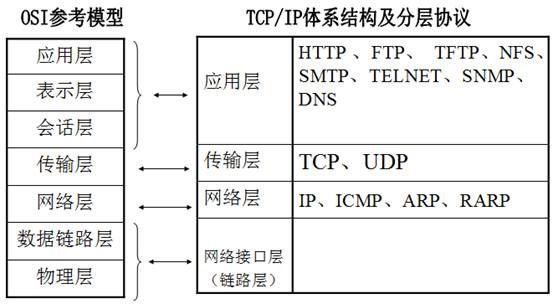 OSI参考模型
应用层
表示层
会话层
传输层
网络层
数据链路层
物理层
TCP/IP体系结构及分层协议
应用层
HTTP 、FTP、 TFTP、NFS、
SMTP、TELNET、SNMP、
DNS
传输层
TCP、UDP
网络层
IP、ICMP、ARP、RARP
网络接口层
(链路层)